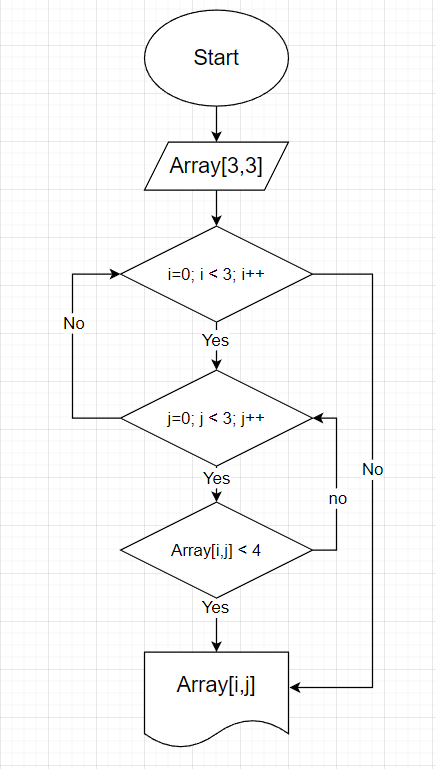 Start
Array[3,3]
i=0; i < 3; i++
No
Yes
j=0; j < 3; j++
No
Yes
no
Array[i,j] < 4
Yes
Array[i,j]